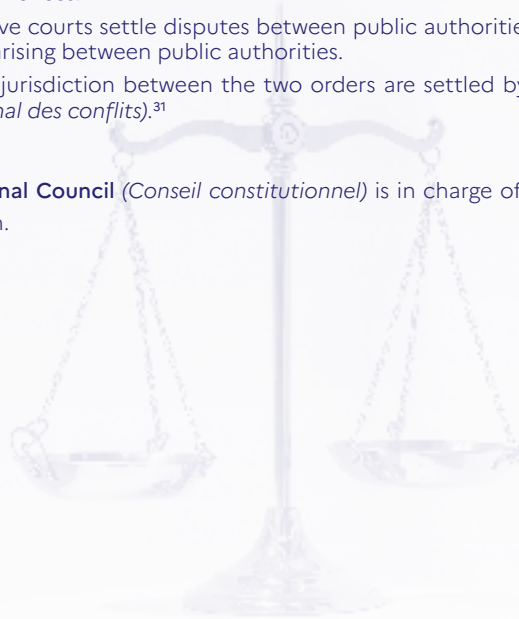 ve courts settle disputes between public authoritie
rising between public authorities.
jurisdiction between the two orders are settled by
nal des conflits).³¹
nal Council (Conseil constitutionnel) is in charge of
n.